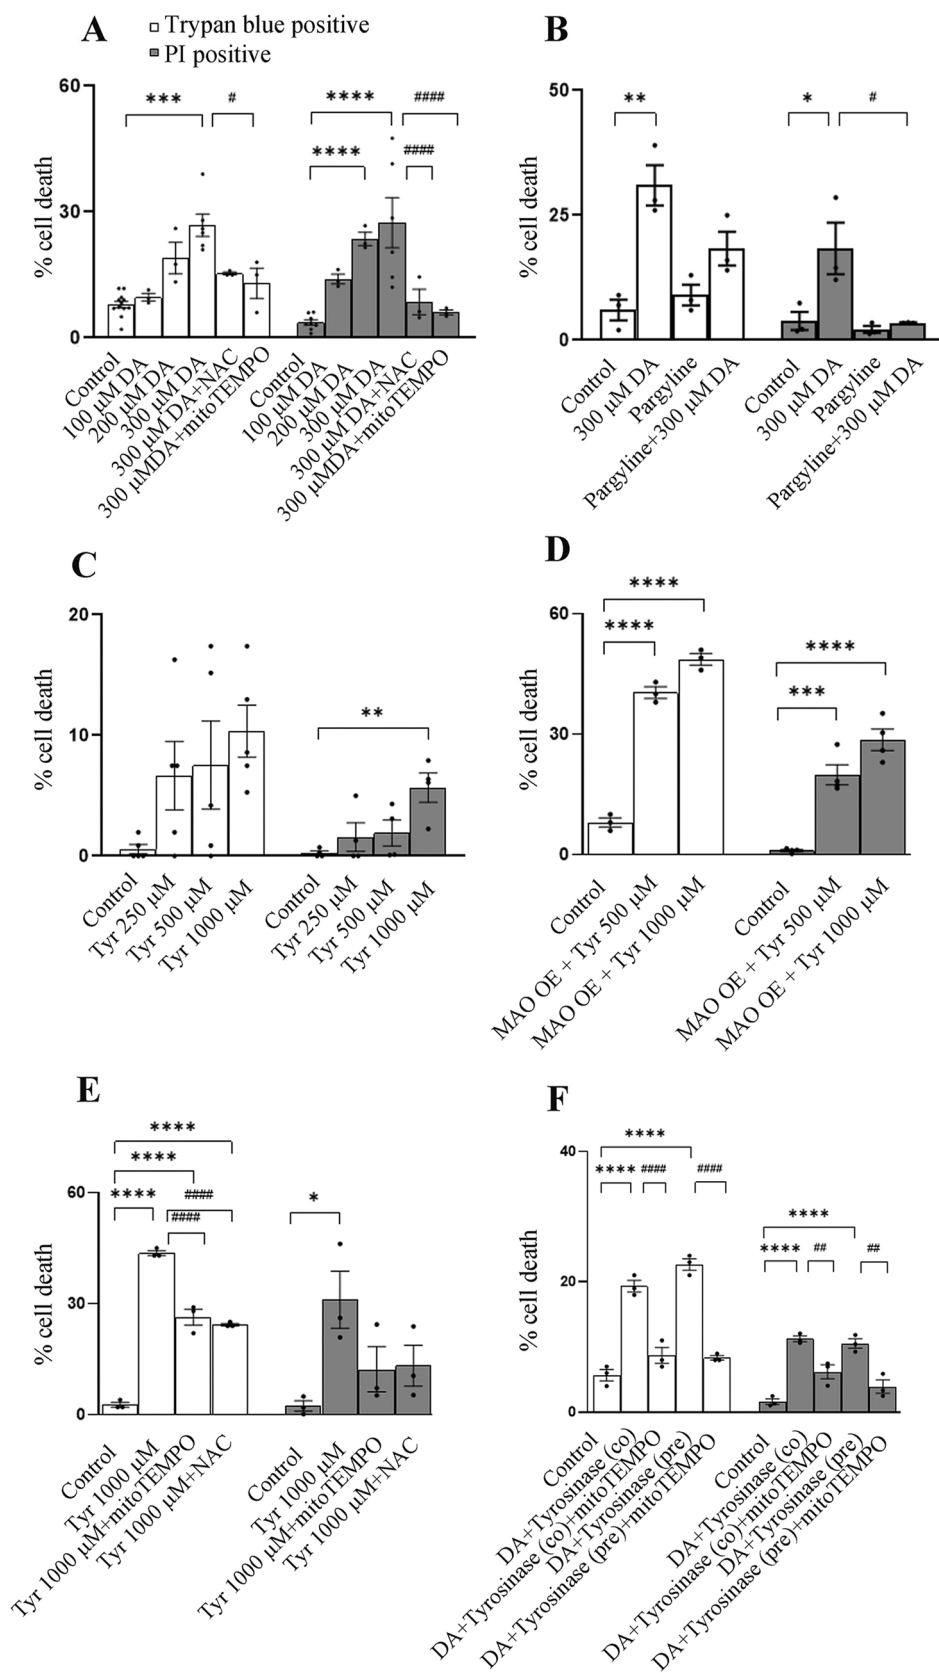 A
Trypan blue positive
PI positive
% cell death
60
30
0
***
#
****
####
****
####
Control
100 µM DA
200 µM DA
300 µM DA
300 µM DA+NAC
300 µMDA+mitoTEMPO
Control
100 µM DA
200 µM DA
300 µM DA
300 µM DA+NAC
300 µMDA+mitoTEMPO
B
% cell death
50
25
0
**
*
#
Control
300 µM DA
Pargyline
Pargyline+300 µM DA
Control
300 µM DA
Pargyline
Pargyline+300 µM DA
C
% cell death
20
10
0
**
Control
Tyr 250 µM
Tyr 500 µM
Tyr 1000 µM
Control
Tyr 250 µM
Tyr 500 µM
Tyr 1000 µM
D
% cell death
60
30
0
****
****
****
***
Control
MAO OE + Tyr 500 µM
MAO OE + Tyr 1000 µM
Control
MAO OE + Tyr 500 µM
MAO OE + Tyr 1000 µM
E
% cell death
60
30
0
****
****
****
####
####
*
Control
Tyr 1000 µM
Tyr 1000 µM+mitoTEMPO
Tyr 1000 µM+NAC
Control
Tyr 1000 µM
Tyr 1000 µM+mitoTEMPO
Tyr 1000 µM+NAC
F
% cell death
40
20
0
****
****
####
####
****
****
##
##
Control
DA+Tyrosinase (co)
DA+Tyrosinase (co)+mitoTEMPO
DA+Tyrosinase (pre)
DA+Tyrosinase (pre)+mitoTEMPO
Control
DA+Tyrosinase (co)
DA+Tyrosinase (co)+mitoTEMPO
DA+Tyrosinase (pre)
DA+Tyrosinase (pre)+mitoTEMPO